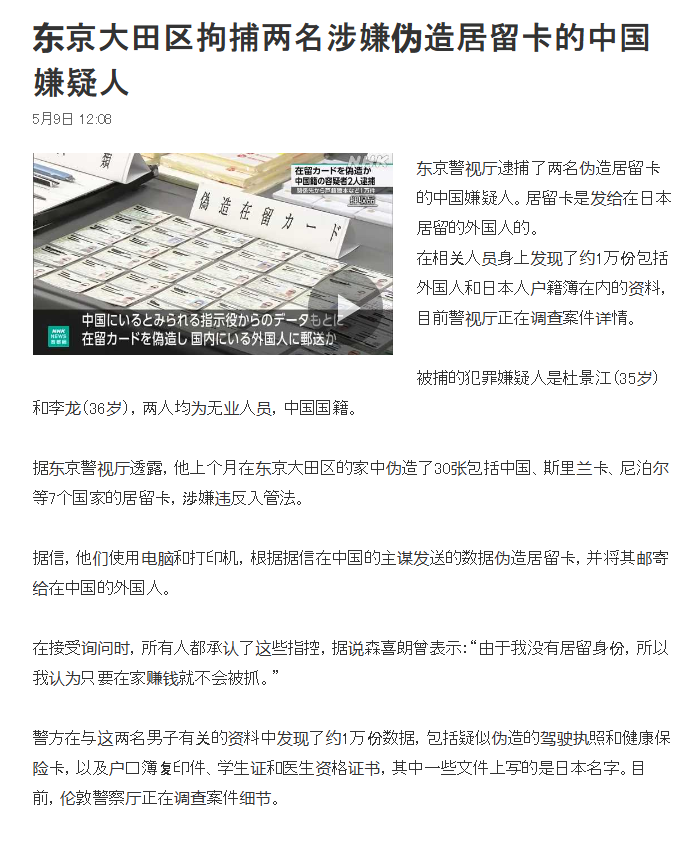 东京大田区拘捕两名涉嫌伪造居留卡的中国
嫌疑人
5月9日 12:08
類
NHK
在留カードを偽造か
中国籍の容疑者2人逮捕
関係先から戸籍謄本など1万件
偽造在留カード
中国にいるとみられる指示役からのデータもとに
在留カードを偽造し 国内にいる外国人に郵送か
NHK
NEWS
首都圏
东京警视厅逮捕了两名伪造居留卡
的中国嫌疑人。居留卡是发给在日本
居留的外国人的。
在相关人员身上发现了约1万份包括
外国人和日本人户籍簿在内的资料,
目前警视厅正在调查案件详情。
被捕的犯罪嫌疑人是杜景江(35岁)
和李龙(36岁), 两人均为无业人员, 中国国籍。
据东京警视厅透露, 他上个月在东京大田区的家中伪造了30张包括中国、斯里兰卡、尼泊尔
等7个国家的居留卡, 涉嫌违反入管法。
据信, 他们使用电脑和打印机, 根据据信在中国的主谋发送的数据伪造居留卡, 并将其邮寄
给在中国的外国人。
在接受询问时, 所有人都承认了这些指控, 据说森喜朗曾表示:“由于我没有居留身份, 所以
我认为只要在家赚钱就不会被抓。”
警方在与这两名男子有关的资料中发现了约1万份数据, 包括疑似伪造的驾驶执照和健康保
险卡, 以及户口簿复印件、学生证和医生资格证书, 其中一些文件上写的是日本名字。目
前, 伦敦警察厅正在调查案件细节。